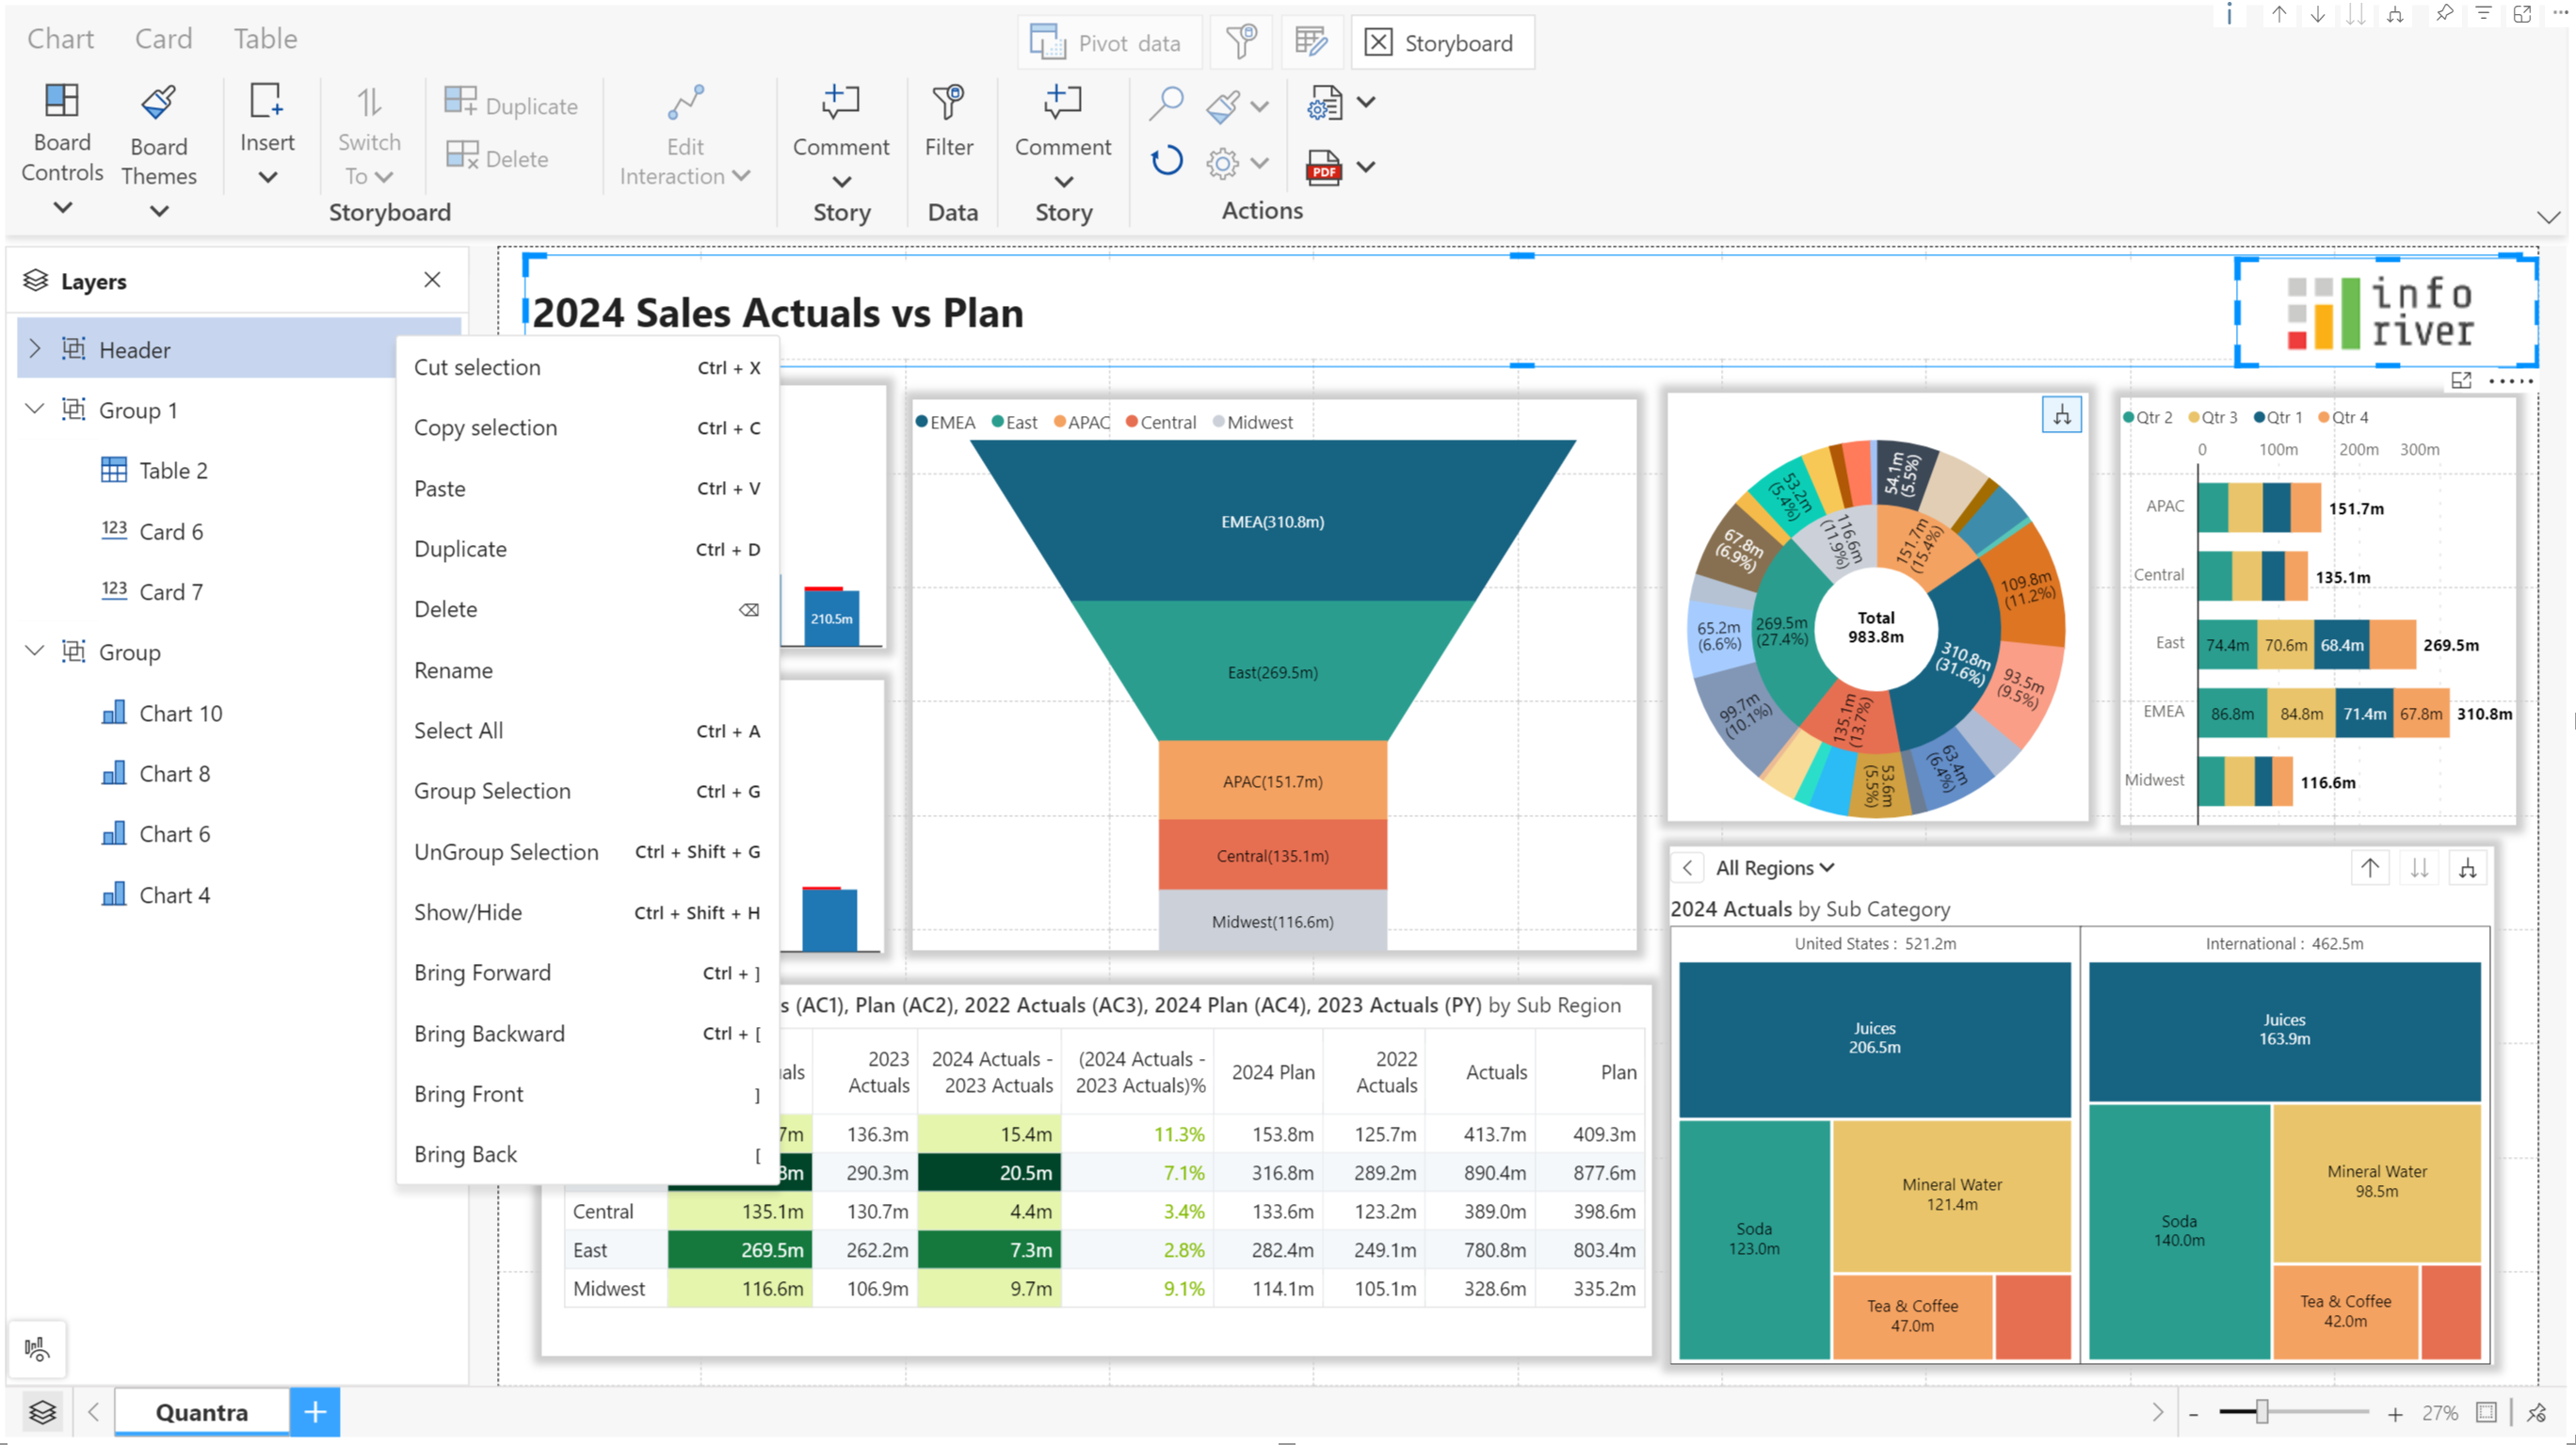 Chart Card Table
Pivot data
Storyboard
Board
Controls
Board
Themes
Insert
Switch
To
Duplicate
Delete
Edit
Interaction
Comment
Filter
Comment
PDF
Storyboard
Story
Data
Story
Actions
Layers
Header
Group 1
Table 2
123 Card 6
123 Card 7
Group
Chart 10
Chart 8
Chart 6
Chart 4
Cut selection Ctrl + X
Copy selection Ctrl + C
Paste Ctrl + V
Duplicate Ctrl + D
Delete
Rename
Select All Ctrl + A
Group Selection Ctrl + G
UnGroup Selection Ctrl + Shift + G
Show/Hide Ctrl + Shift + H
Bring Forward Ctrl + ]
Bring Backward Ctrl + [
Bring Front ]
Bring Back [
2024 Sales Actuals vs Plan
info
river
210.5m
EMEA East APAC Central Midwest
EMEA(310.8m)
East(269.5m)
APAC(151.7m)
Central(135.1m)
Midwest(116.6m)
Total
983.8m
54.1m
(5.5%)
151.7m
(15.4%)
109.8m
(11.2%)
310.8m
(31.6%)
93.5m
(9.5%)
63.4m
(6.4%)
53.6m
(5.5%)
135.1m
(13.7%)
99.7m
(10.1%)
65.2m
(6.6%)
269.5m
(27.4%)
67.8m
(6.9%)
53.2m
(5.4%)
116.6m
(11.9%)
Qtr 2 Qtr 3 Qtr 1 Qtr 4
0 100m 200m 300m
APAC 151.7m
Central 135.1m
East 74.4m 70.6m 68.4m 269.5m
EMEA 86.8m 84.8m 71.4m 67.8m 310.8m
Midwest 116.6m
All Regions
2024 Actuals by Sub Category
United States : 521.2m
International : 462.5m
Juices
206.5m
Soda
123.0m
Mineral Water
121.4m
Tea & Coffee
47.0m
Juices
163.9m
Soda
140.0m
Mineral Water
98.5m
Tea & Coffee
42.0m
s (AC1), Plan (AC2), 2022 Actuals (AC3), 2024 Plan (AC4), 2023 Actuals (PY) by Sub Region
als 2023 Actuals 2024 Actuals - 2023 Actuals (2024 Actuals - 2023 Actuals)% 2024 Plan 2022 Actuals Actuals Plan
7m 136.3m 15.4m 11.3% 153.8m 125.7m 413.7m 409.3m
8m 290.3m 20.5m 7.1% 316.8m 289.2m 890.4m 877.6m
Central 135.1m 130.7m 4.4m 3.4% 133.6m 123.2m 389.0m 398.6m
East 269.5m 262.2m 7.3m 2.8% 282.4m 249.1m 780.8m 803.4m
Midwest 116.6m 106.9m 9.7m 9.1% 114.1m 105.1m 328.6m 335.2m
Quantra
27%